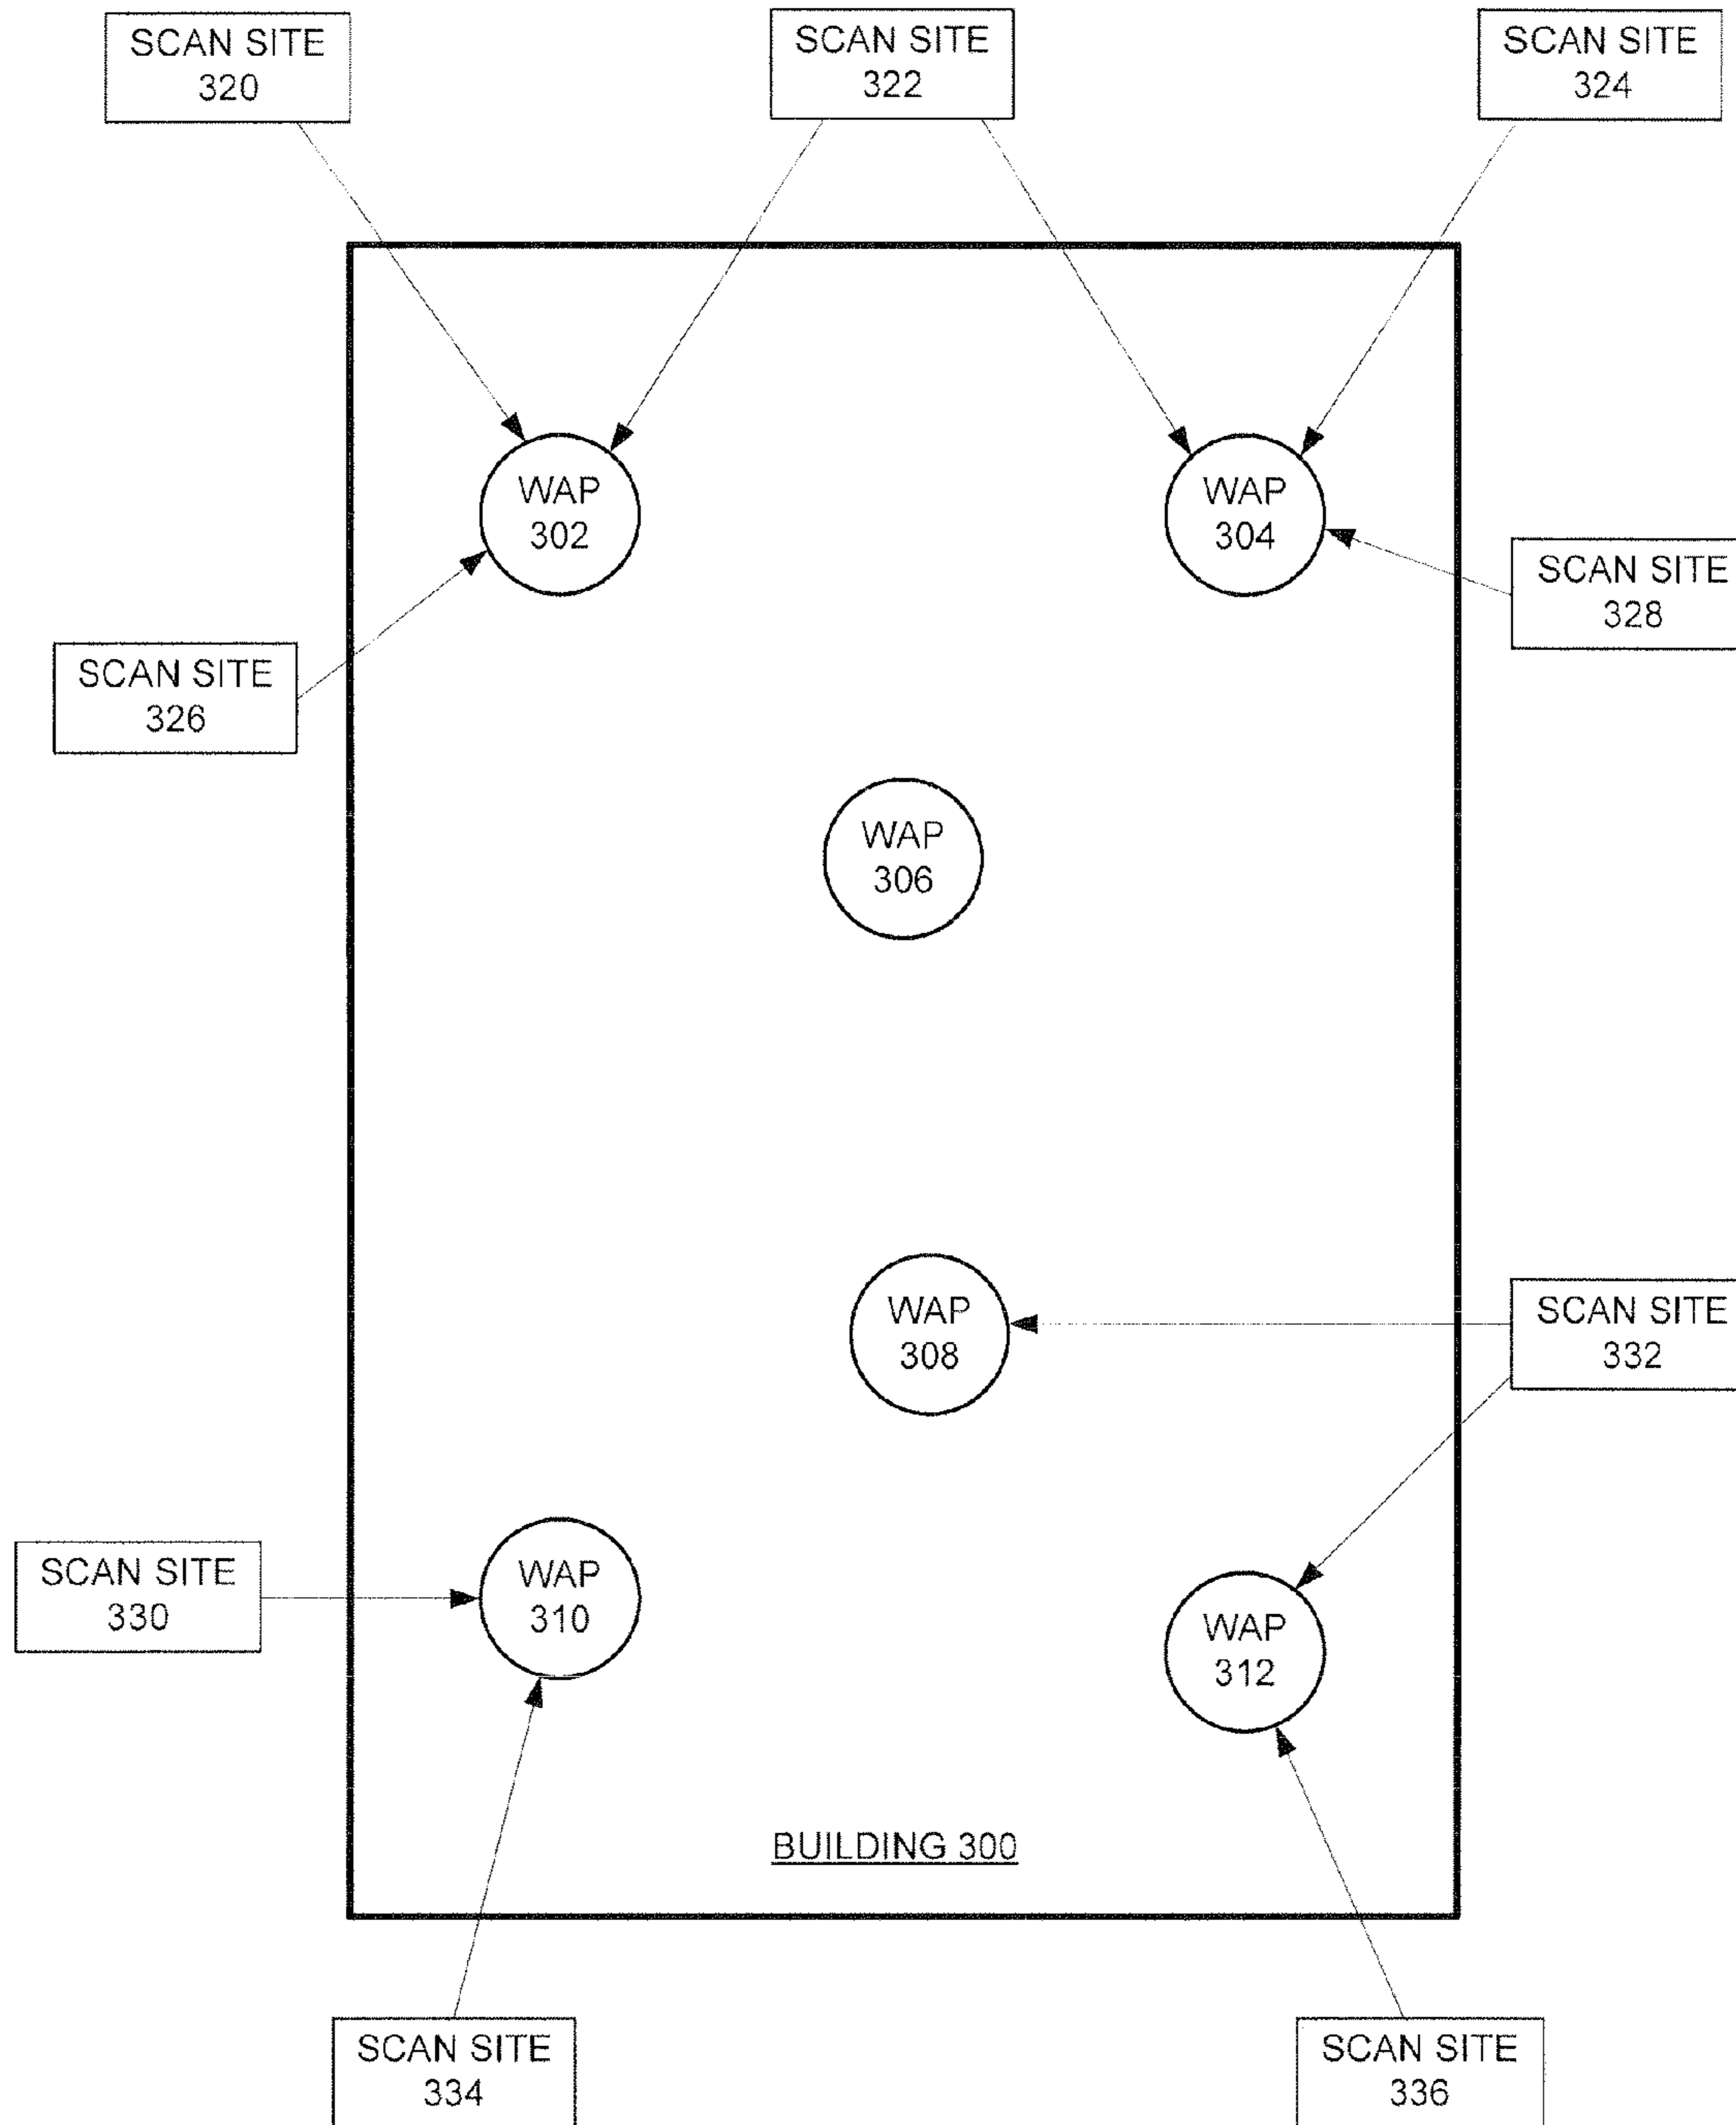 SCAN SITE
320
SCAN SITE
322
SCAN SITE
324
WAP
302
WAP
304
SCAN SITE
328
SCAN SITE
326
WAP
306
WAP
308
SCAN SITE
332
SCAN SITE
330
WAP
310
WAP
312
BUILDING 300
SCAN SITE
334
SCAN SITE
336